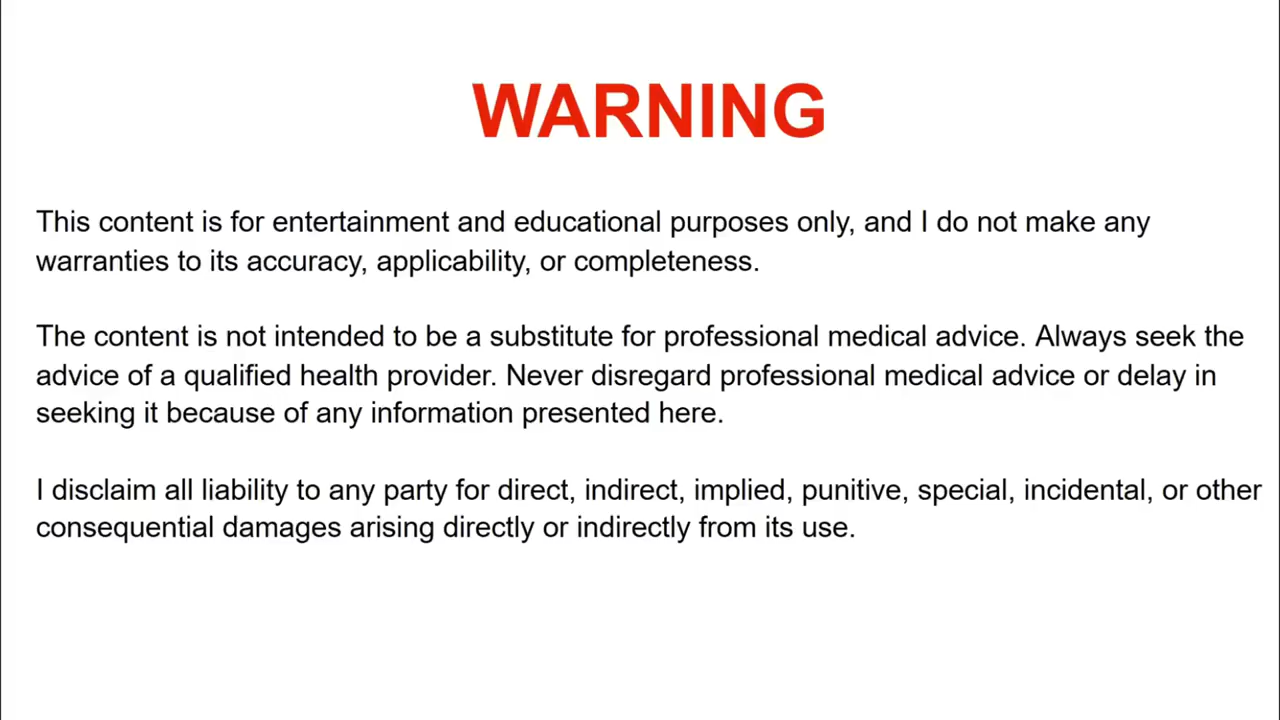 WARNING
This content is for entertainment and educational purposes only, and I do not make any
warranties to its accuracy, applicability, or completeness.
The content is not intended to be a substitute for professional medical advice. Always seek the
advice of a qualified health provider. Never disregard professional medical advice or delay in
seeking it because of any information presented here.
I disclaim all liability to any party for direct, indirect, implied, punitive, special, incidental, or other
consequential damages arising directly or indirectly from its use.